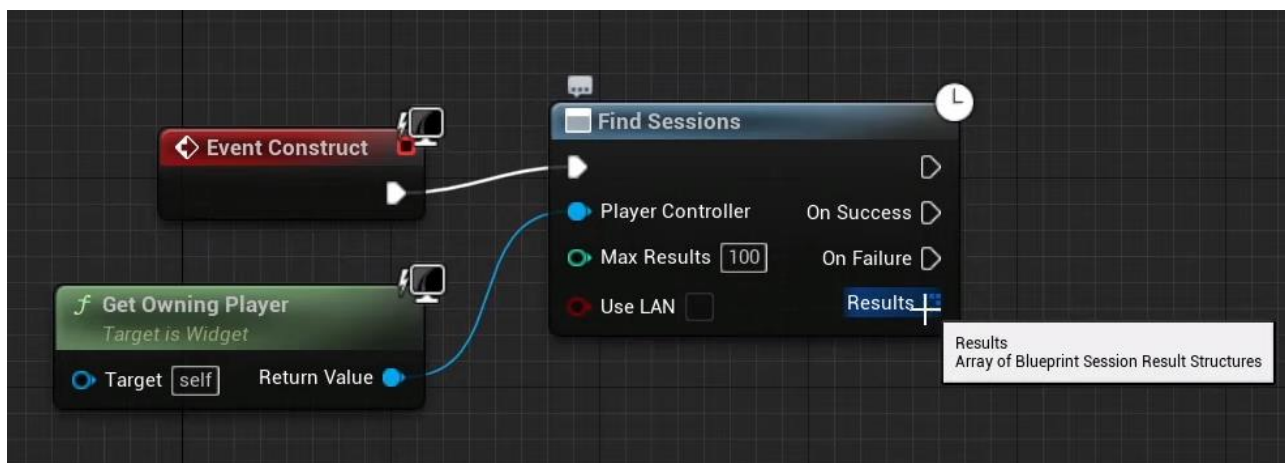 Event Construct
Find Sessions
Player Controller
On Success
Max Results 100
On Failure
Use LAN
Results
Results
Array of Blueprint Session Result Structures
f Get Owning Player
Target is Widget
Target self
Return Value